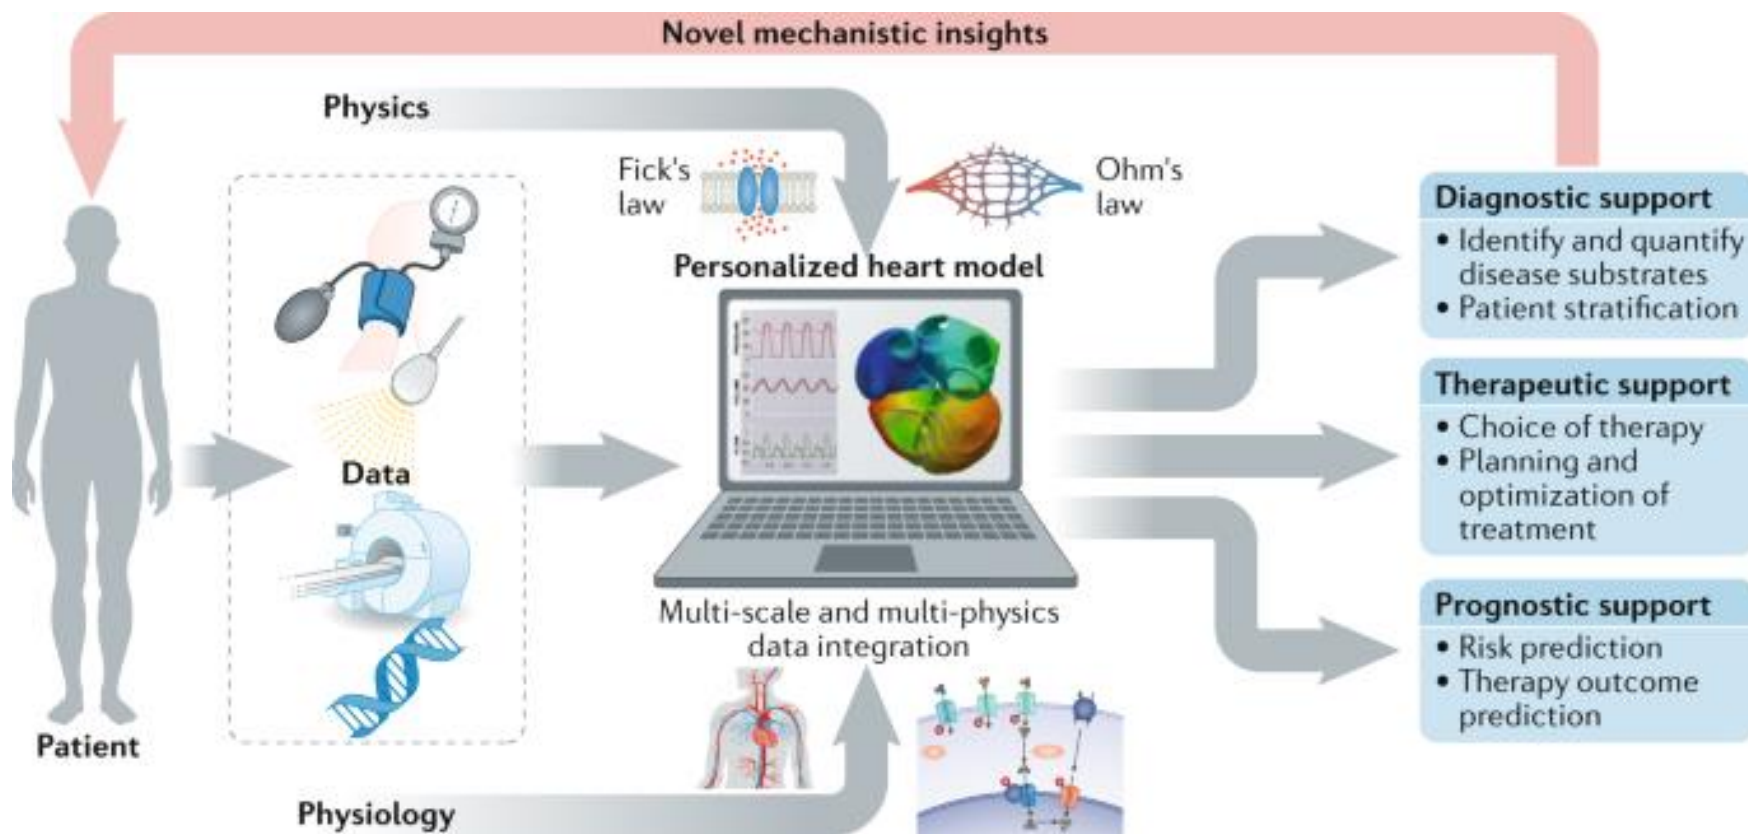 Novel mechanistic insights
Physics
Fick's
law
Ohm's
law
Personalized heart model
Data
Patient
Multi-scale and multi-physics
data integration
Physiology
Diagnostic support
• Identify and quantify
disease substrates
• Patient stratification
Therapeutic support
• Choice of therapy
• Planning and
optimization of
treatment
Prognostic support
• Risk prediction
• Therapy outcome
prediction